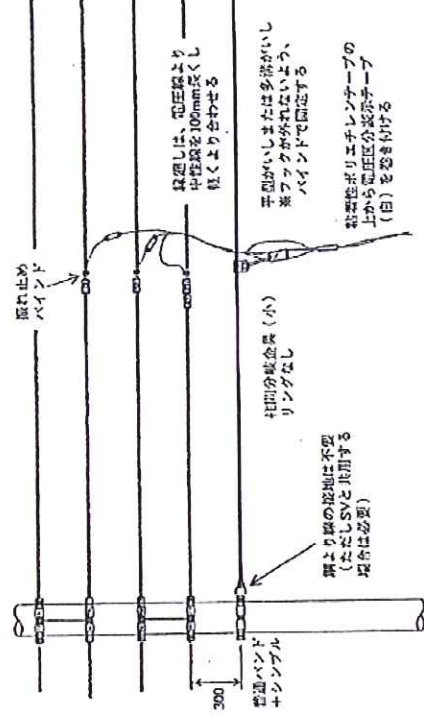 振れ止め
バインド
縁廻しは、電圧線より
中性線を100mm長くし
軽くより合わせる
平型がいしまたは多溝がいし
※フックが外れないよう、
バインドで固定する
粘着性ポリエチレンテープの
上から電圧区分表示テープ
(白)を巻き付ける
柱間分岐金具(小)
リングなし
鋼より線の接地は不要
(ただしSVと共用する
場合は必要)
300
普通バンド
+シンブル